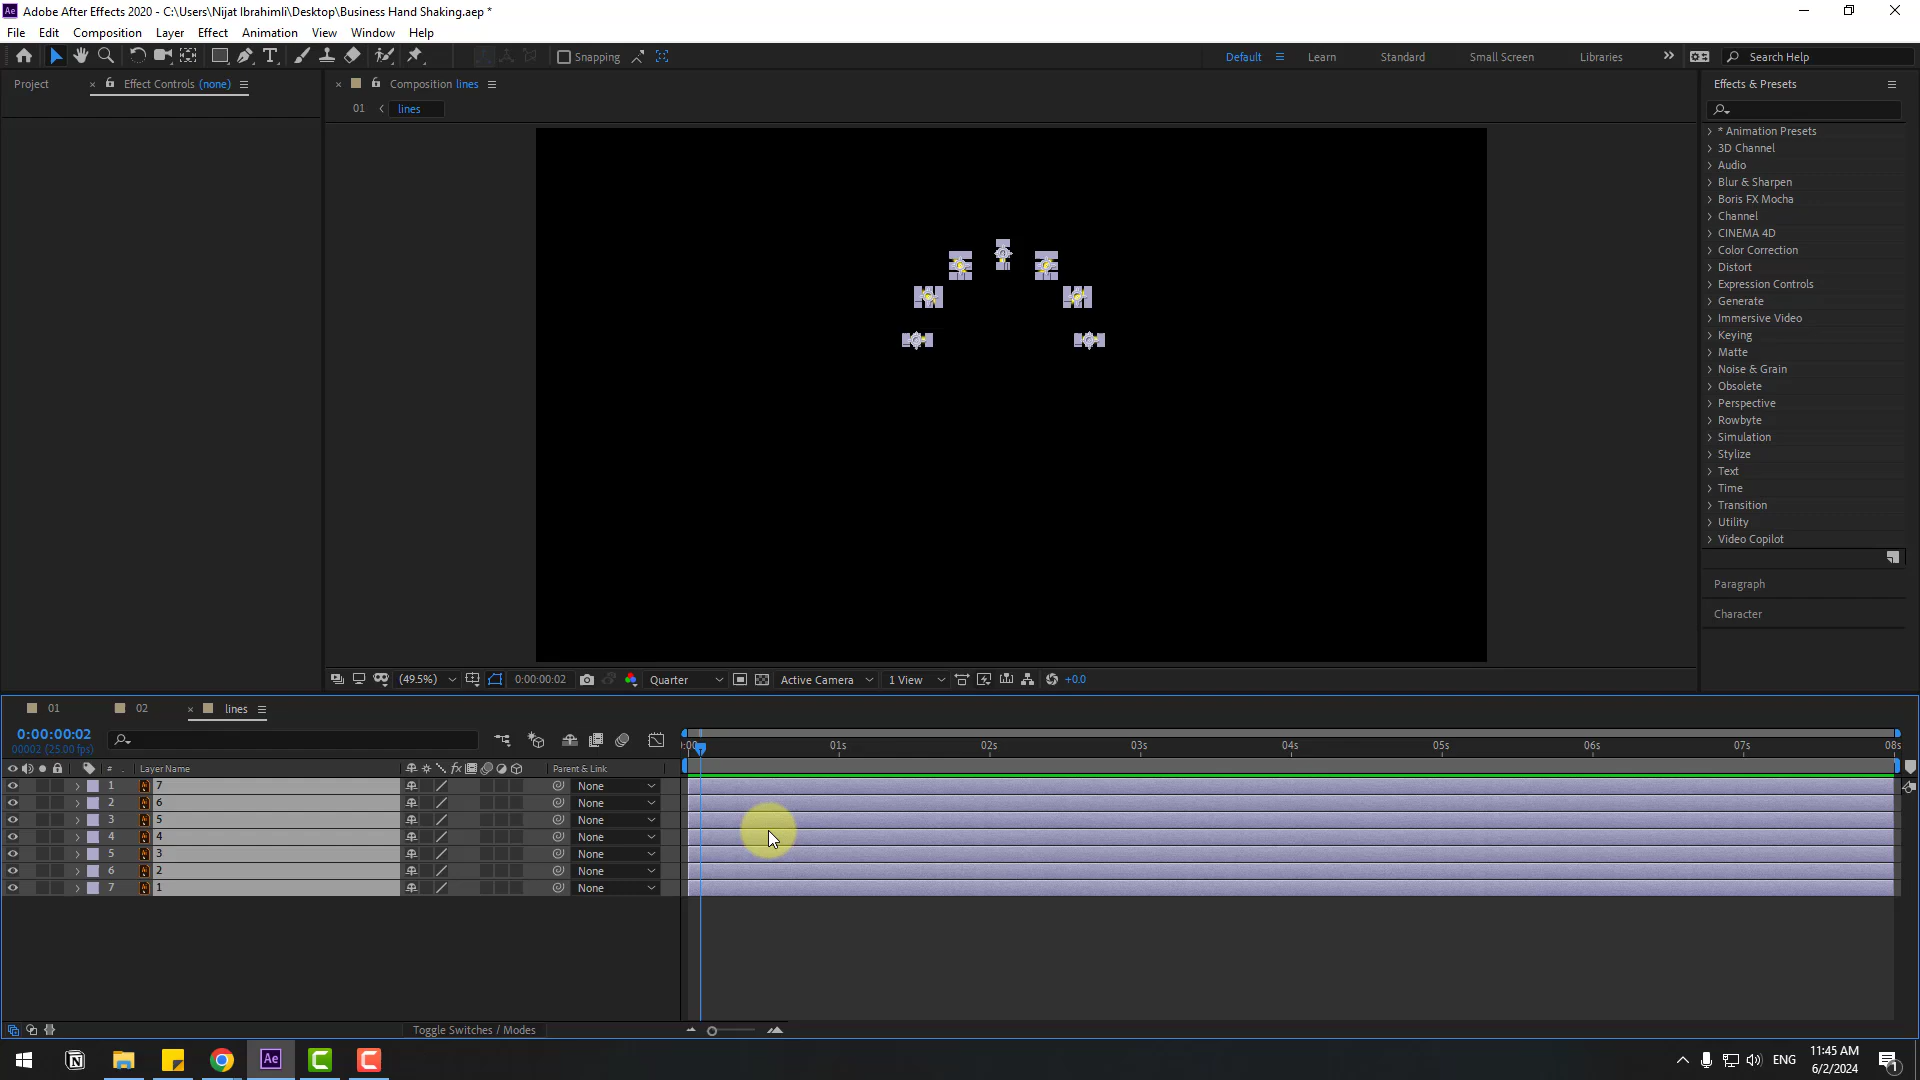 Adobe After Effects 2020 - C:\Users\Nijat Ibrahimli\Desktop\Business Hand Shaking.aep *
File Edit Composition Layer Effect Animation View Window Help
Snapping Default Learn Standard Small Screen Libraries Search Help
Project Effect Controls (none) Composition lines Effects & Presets
01 lines
* Animation Presets
3D Channel
Audio
Blur & Sharpen
Boris FX Mocha
Channel
CINEMA 4D
Color Correction
Distort
Expression Controls
Generate
Immersive Video
Keying
Matte
Noise & Grain
Obsolete
Perspective
Rowbyte
Simulation
Stylize
Text
Time
Transition
Utility
Video Copilot
Paragraph
Character
(49.5%) 0:00:00:02 Quarter Active Camera 1 View +0.0
01 02 lines
0:00:00:02
00002 (25.00 fps)
01s 02s 03s 04s 05s 06s 07s 08s
# Layer Name fx Parent & Link
1 7 None
2 6 None
3 5 None
4 4 None
5 3 None
6 2 None
7 1 None
Toggle Switches / Modes
ENG 11:45 AM
6/2/2024